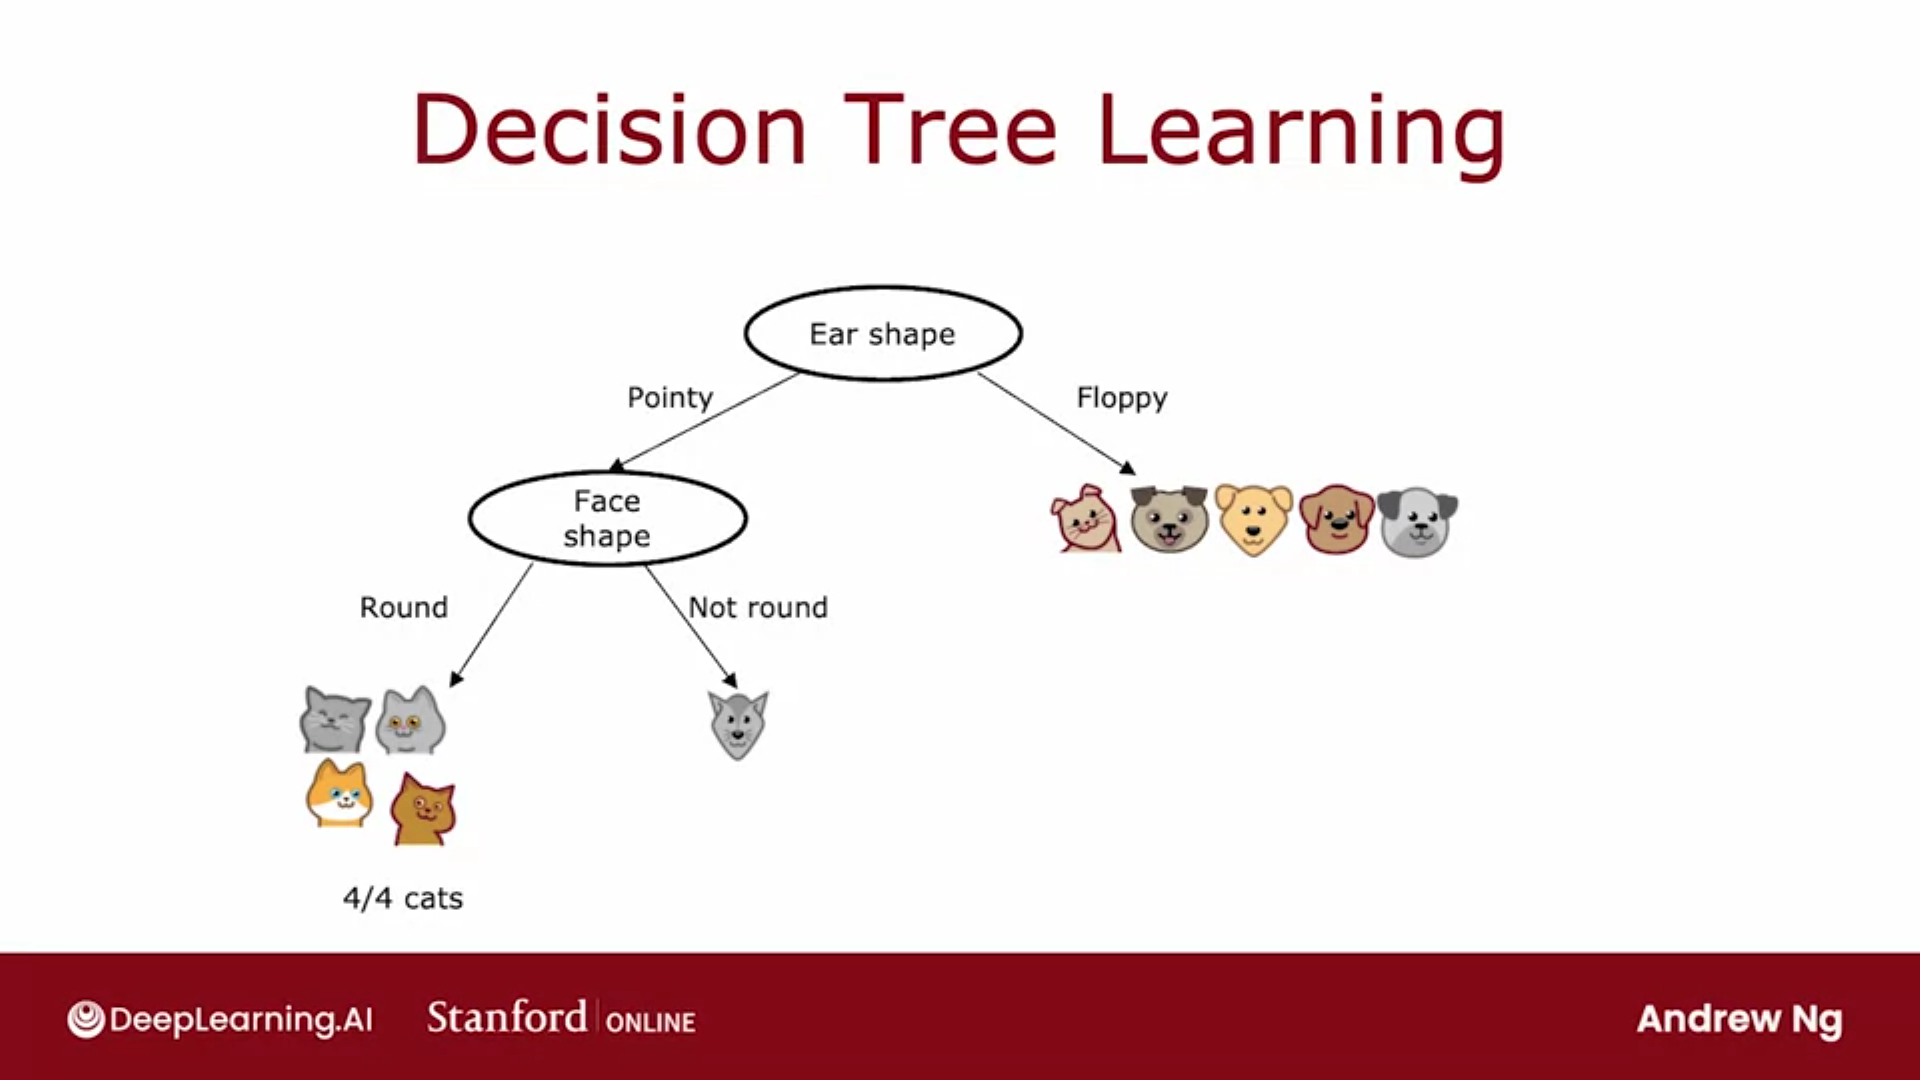 Decision Tree Learning
Ear shape
Pointy
Floppy
Face
shape
Round
Not round
4/4 cats
DeepLearning.AI
Stanford ONLINE
Andrew Ng